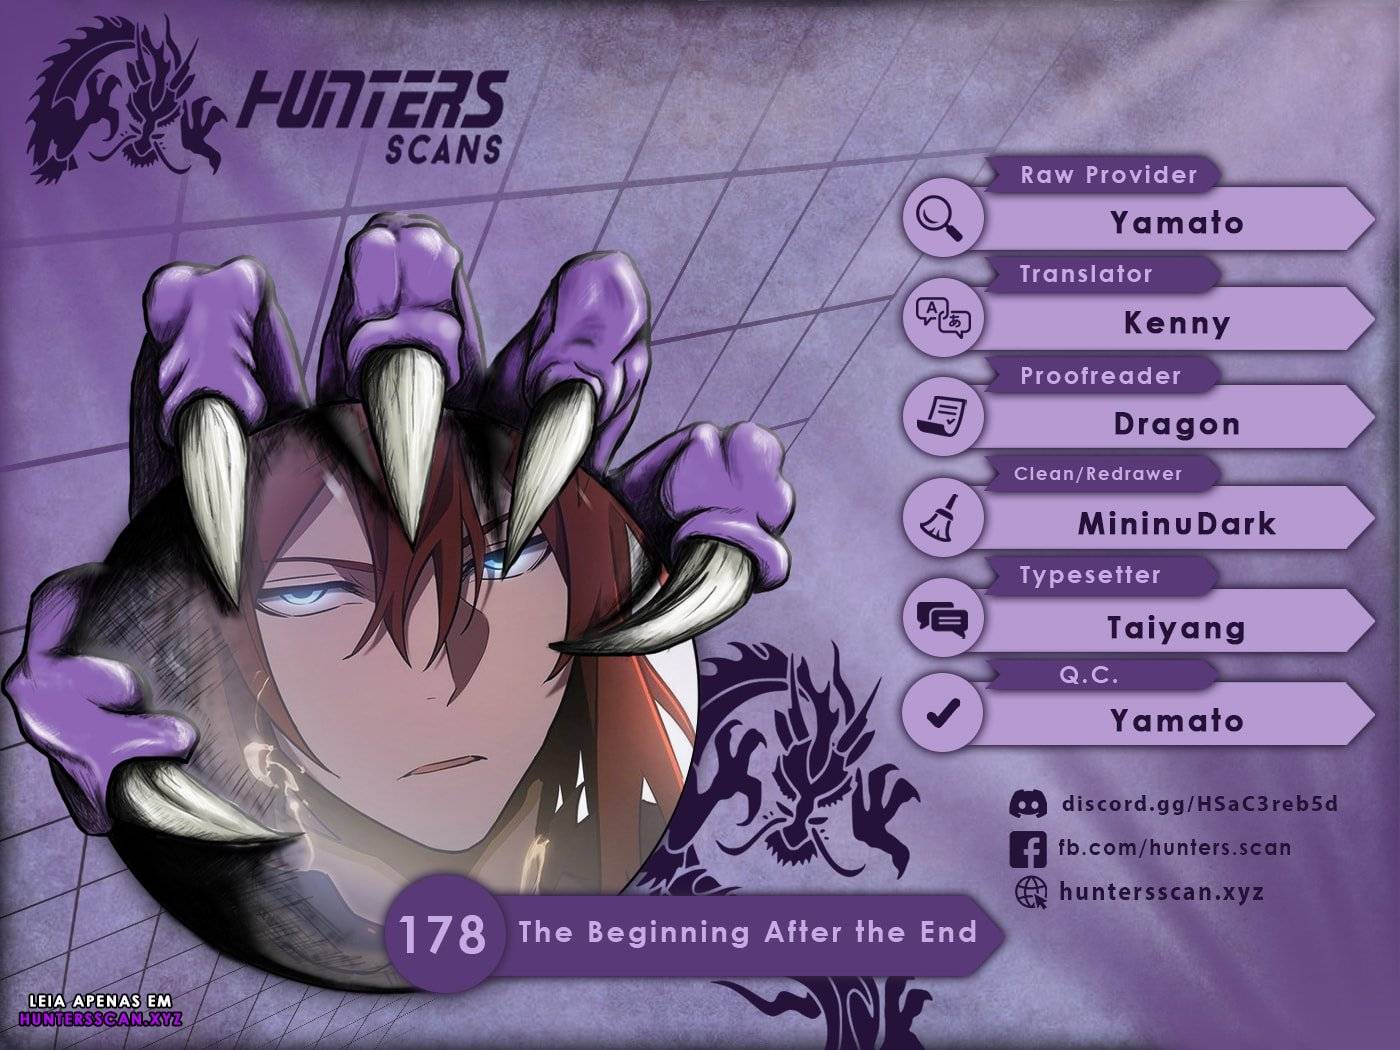 HUNTERS
SCANS
Raw Provider
Yamato
Translator
Kenny
Proofreader
Dragon
Clean/Redrawer
MininuDark
Typesetter
Taiyang
Q.C.
Yamato
discord.gg/HSaC3reb5d
fb.com/hunters.scan
huntersscan.xyz
178 The Beginning After the End
LEIA APENAS EM
HUNTERSSCAN.XYZ
A あ